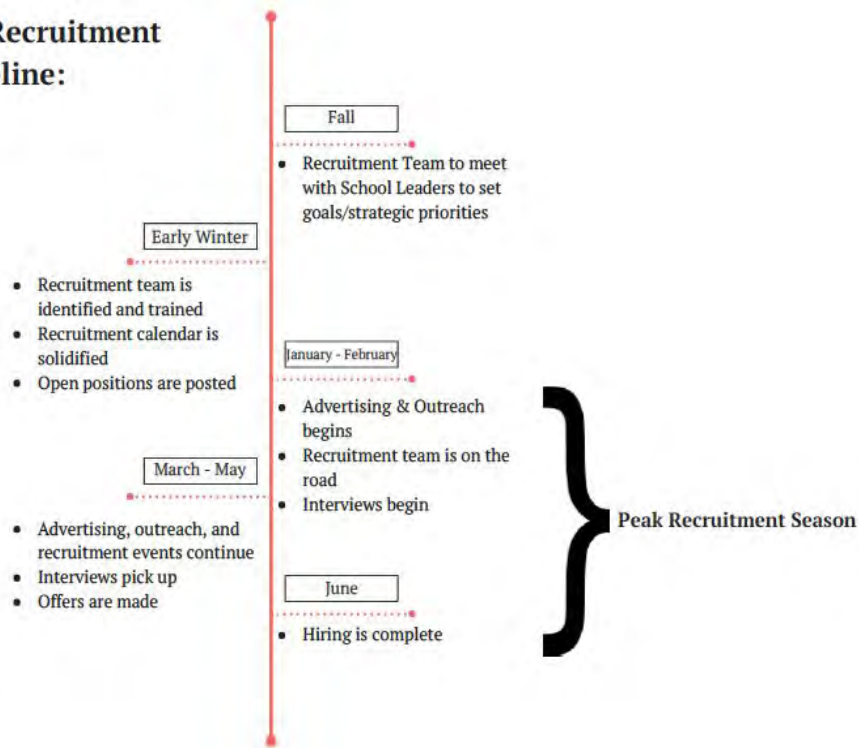 Recruitment
line:
Fall
• Recruitment Team to meet
with School Leaders to set
goals/strategic priorities
Early Winter
• Recruitment team is
identified and trained
• Recruitment calendar is
solidified
• Open positions are posted
January - February
• Advertising & Outreach
begins
• Recruitment team is on the
road
• Interviews begin
March - May
• Advertising, outreach, and
recruitment events continue
• Interviews pick up
• Offers are made
Peak Recruitment Season
June
• Hiring is complete